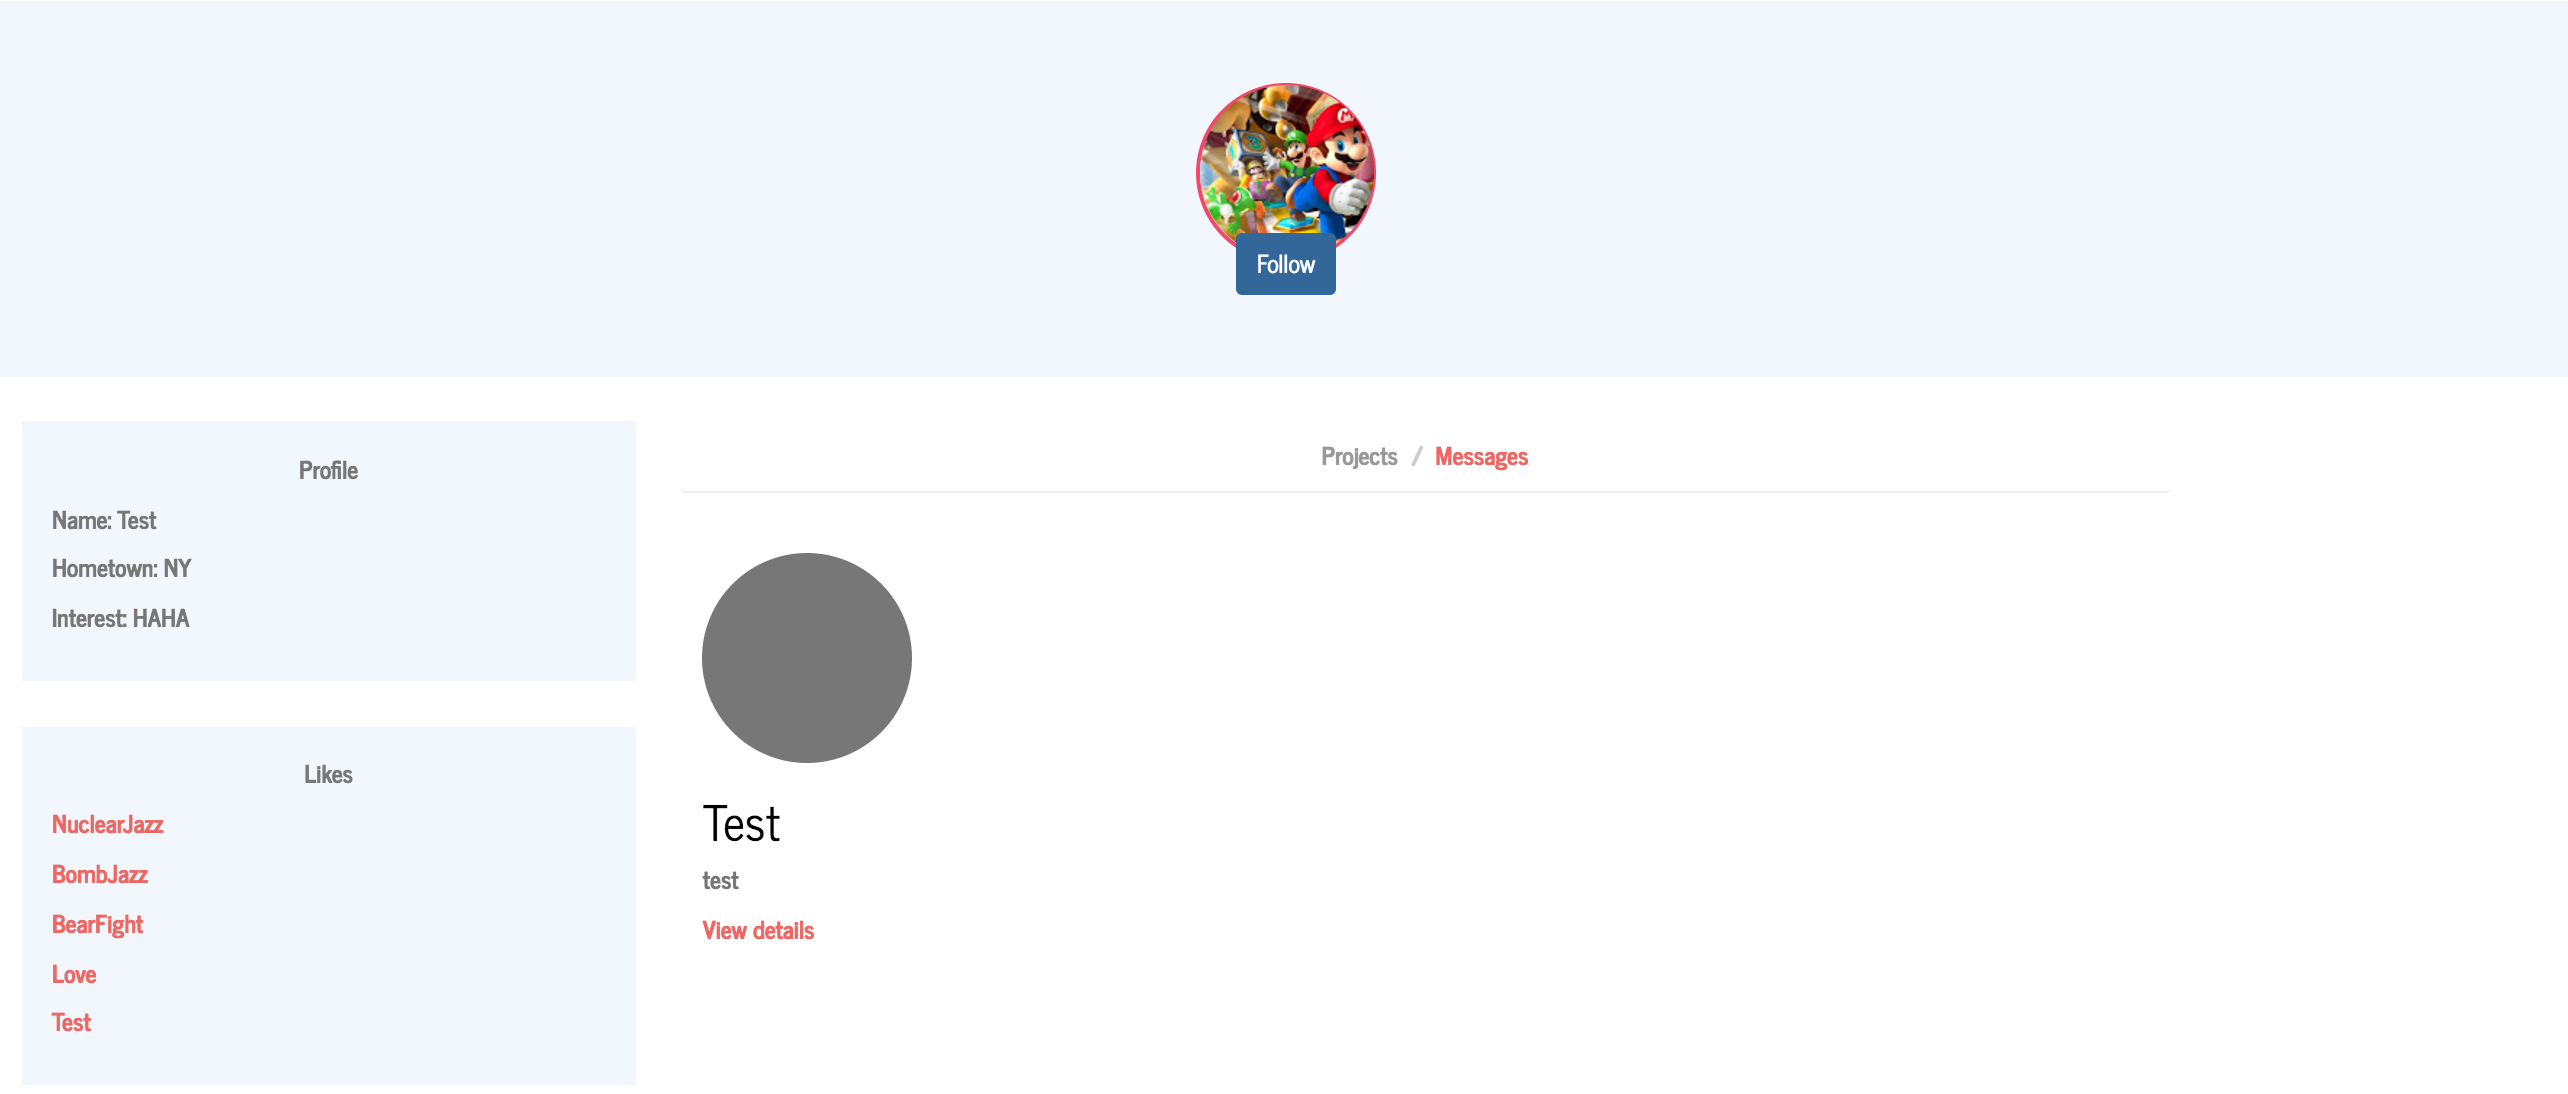 Follow
Profile
Name: Test
Hometown: NY
Interest: HAHA
Likes
NuclearJazz
BombJazz
BearFight
Love
Test
Projects / Messages
Test
test
View details